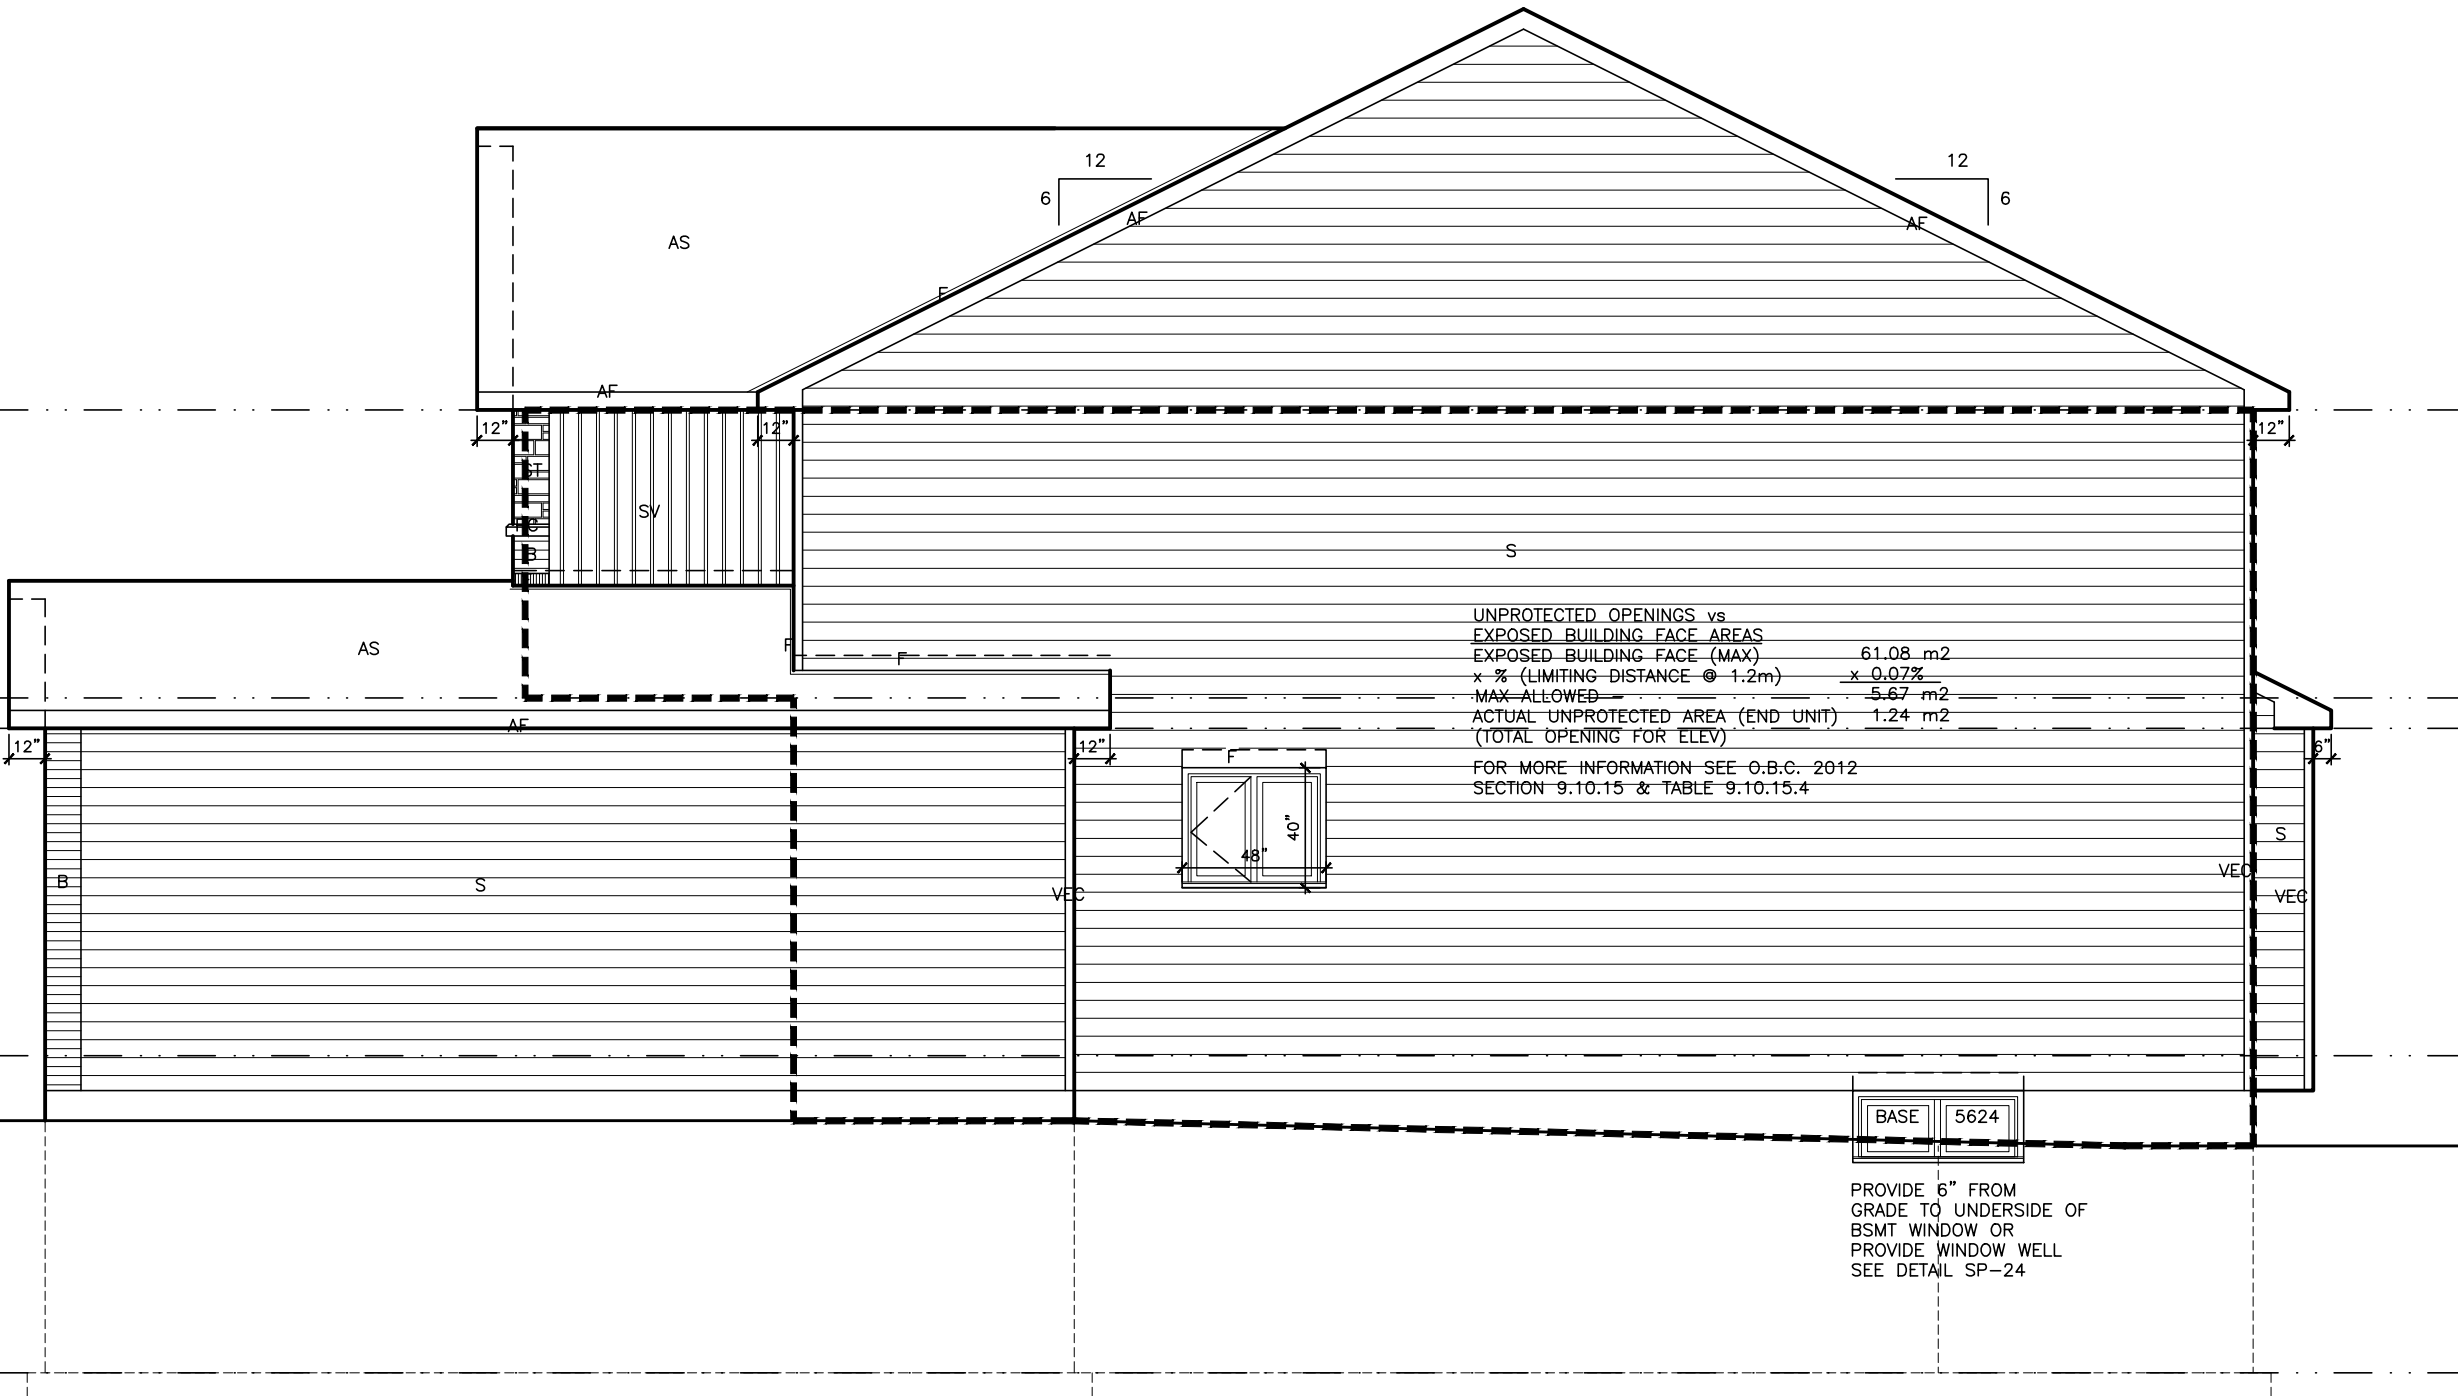 12
6
12
6
AS
AF
AF
F
AF
12"
12"
12"
ST
SV
PC
B
S
AS
F
F
UNPROTECTED OPENINGS vs
EXPOSED BUILDING FACE AREAS
EXPOSED BUILDING FACE (MAX) 61.08 m2
x % (LIMITING DISTANCE @ 1.2m) x 0.07%
MAX ALLOWED 5.67 m2
ACTUAL UNPROTECTED AREA (END UNIT) 1.24 m2
(TOTAL OPENING FOR ELEV)
FOR MORE INFORMATION SEE O.B.C. 2012
SECTION 9.10.15 & TABLE 9.10.15.4
AF
12"
12"
6"
F
40"
48"
B
S
VEC
VEC
S
VEC
BASE 5624
PROVIDE 6" FROM
GRADE TO UNDERSIDE OF
BSMT WINDOW OR
PROVIDE WINDOW WELL
SEE DETAIL SP-24